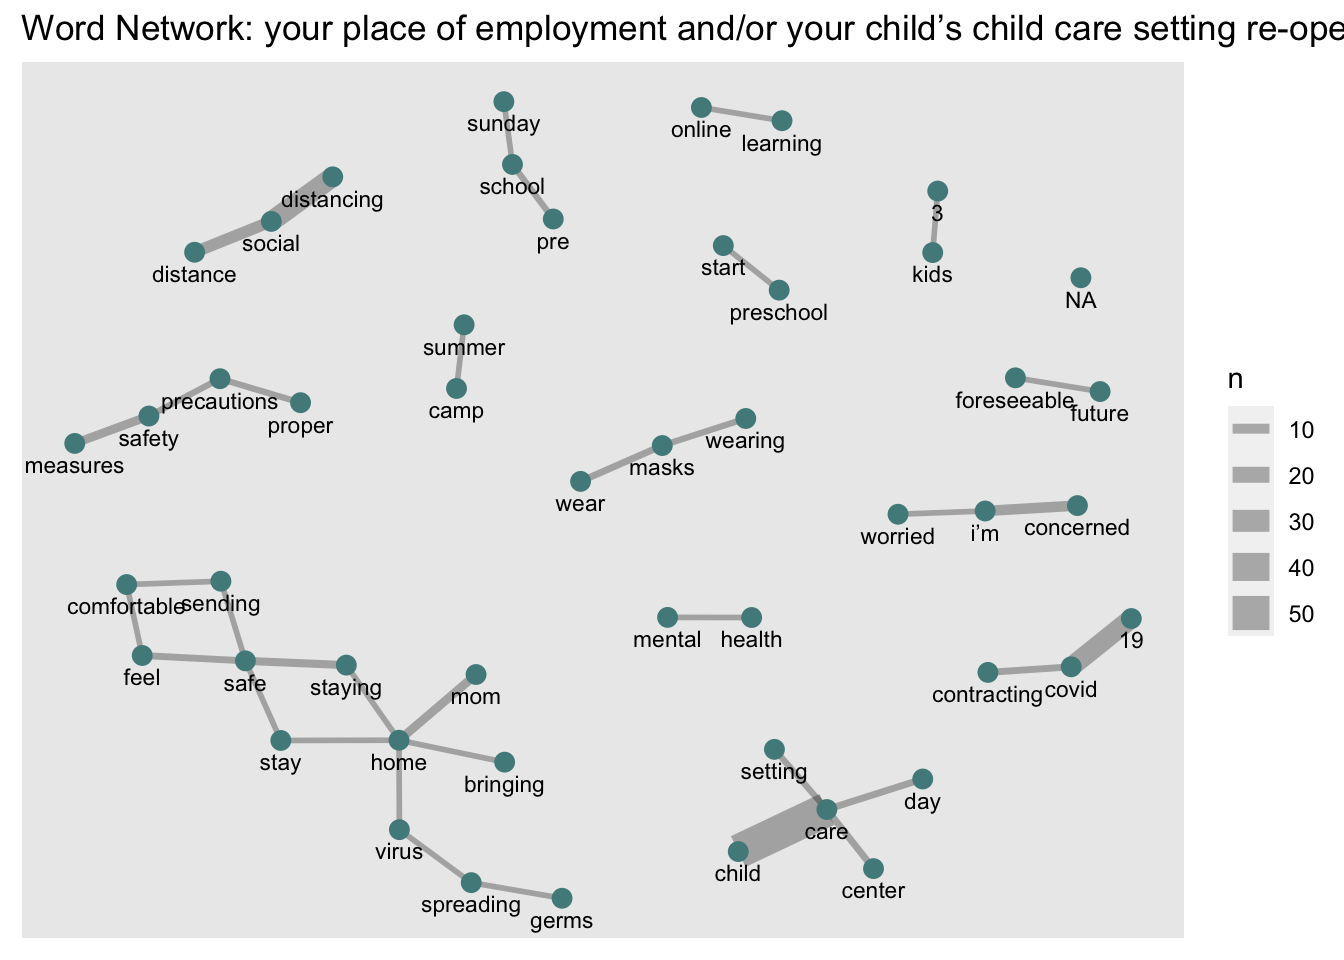 Word Network: your place of employment and/or your child’s child care setting re-ope
sunday
online
learning
school
distancing
3
pre
social
distance
start
kids
preschool
NA
summer
precautions
camp
foreseeable
future
proper
safety
measures
wearing
masks
wear
worried
i’m
concerned
comfortable
sending
mental
health
19
feel
safe
staying
mom
contracting
covid
stay
home
bringing
setting
day
care
virus
child
center
spreading
germs
n
10
20
30
40
50